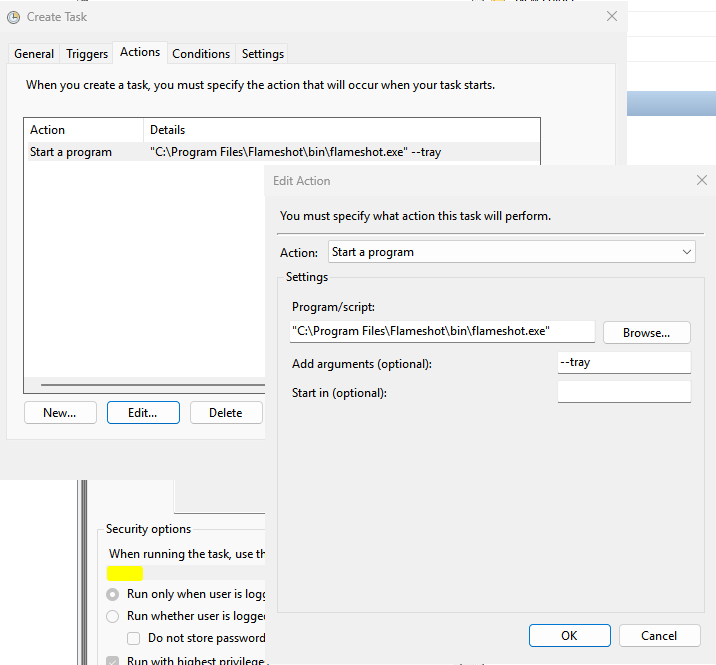 Create Task
General Triggers Actions Conditions Settings
When you create a task, you must specify the action that will occur when your task starts.
Action Details
Start a program "C:\Program Files\Flameshot\bin\flameshot.exe" --tray
New... Edit... Delete
Edit Action
You must specify what action this task will perform.
Action: Start a program
Settings
Program/script:
"C:\Program Files\Flameshot\bin\flameshot.exe" Browse...
Add arguments (optional): --tray
Start in (optional):
OK Cancel
Security options
When running the task, use
Run only when user is
Run whether user is
Do not store password
Run with highest